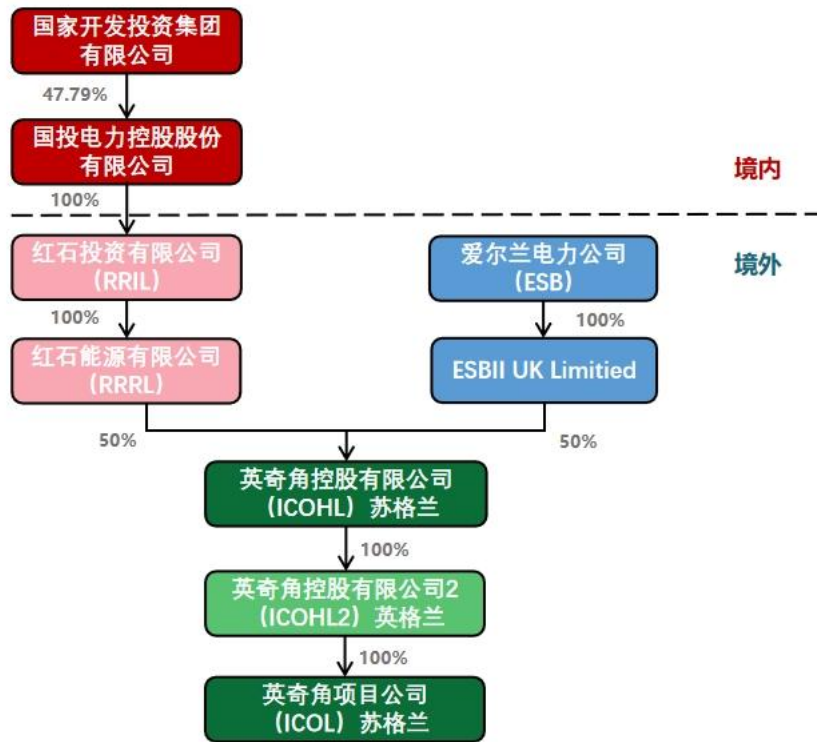 国家开发投资集团
有限公司
47.79%
国投电力控股股份
有限公司
境内
100%
红石投资有限公司
（RRIL）
爱尔兰电力公司
（ESB）
境外
100%
100%
红石能源有限公司
（RRRL）
ESBII UK Limitied
50%
50%
英奇角控股有限公司
（ICOHL）苏格兰
100%
英奇角控股有限公司2
（ICOHL2）英格兰
100%
英奇角项目公司
（ICOL）苏格兰